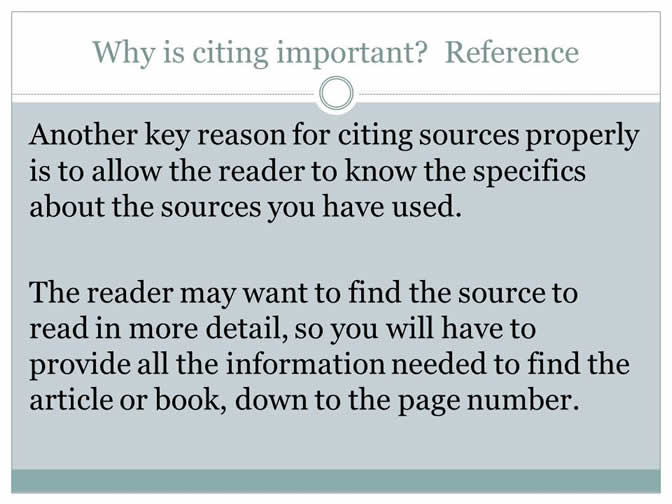 Why is citing important?  Reference
Another key reason for citing sources properly
is to allow the reader to know the specifics
about the sources you have used.
The reader may want to find the source to
read in more detail, so you will have to
provide all the information needed to find the
article or book, down to the page number.